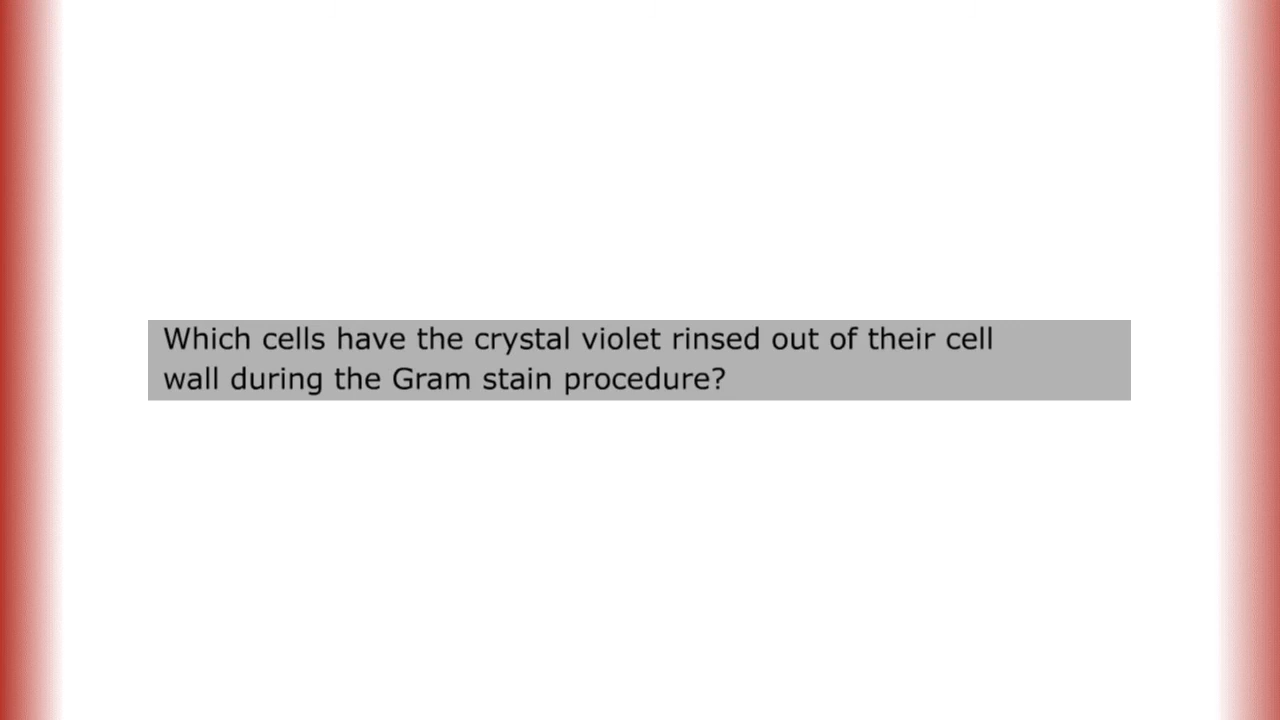 Which cells have the crystal violet rinsed out of their cell
wall during the Gram stain procedure?